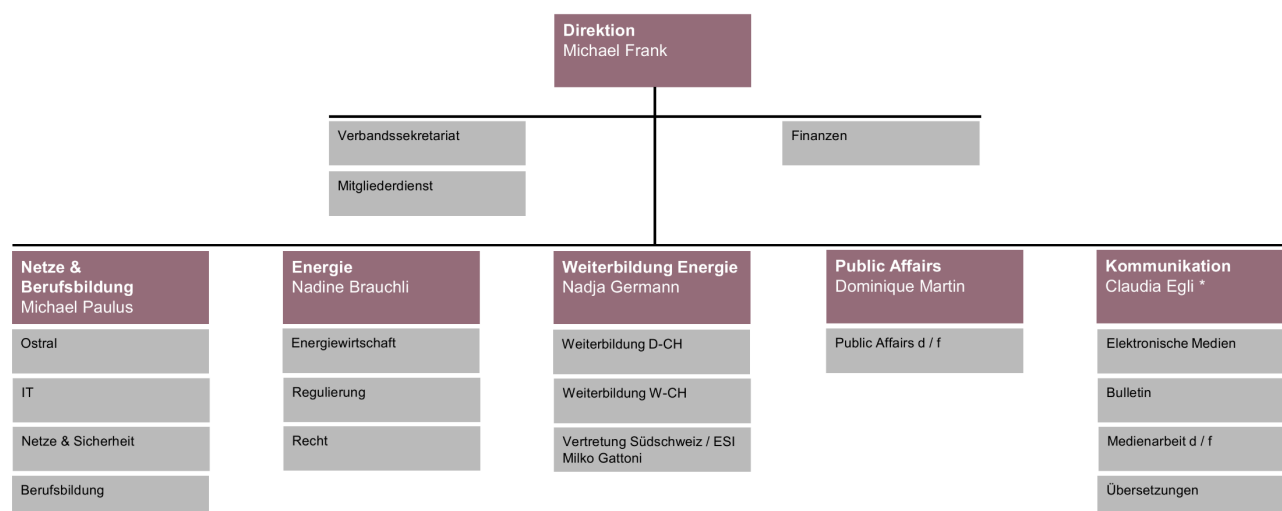 Direktion
Michael Frank
Verbandssekretariat
Finanzen
Mitgliederdienst
Netze &
Berufsbildung
Michael Paulus
Ostral
IT
Netze & Sicherheit
Berufsbildung
Energie
Nadine Brauchli
Energiewirtschaft
Regulierung
Recht
Weiterbildung Energie
Nadja Germann
Weiterbildung D-CH
Weiterbildung W-CH
Vertretung Südschweiz / ESI
Milko Gattoni
Public Affairs
Dominique Martin
Public Affairs d / f
Kommunikation
Claudia Egli *
Elektronische Medien
Bulletin
Medienarbeit d / f
Übersetzungen